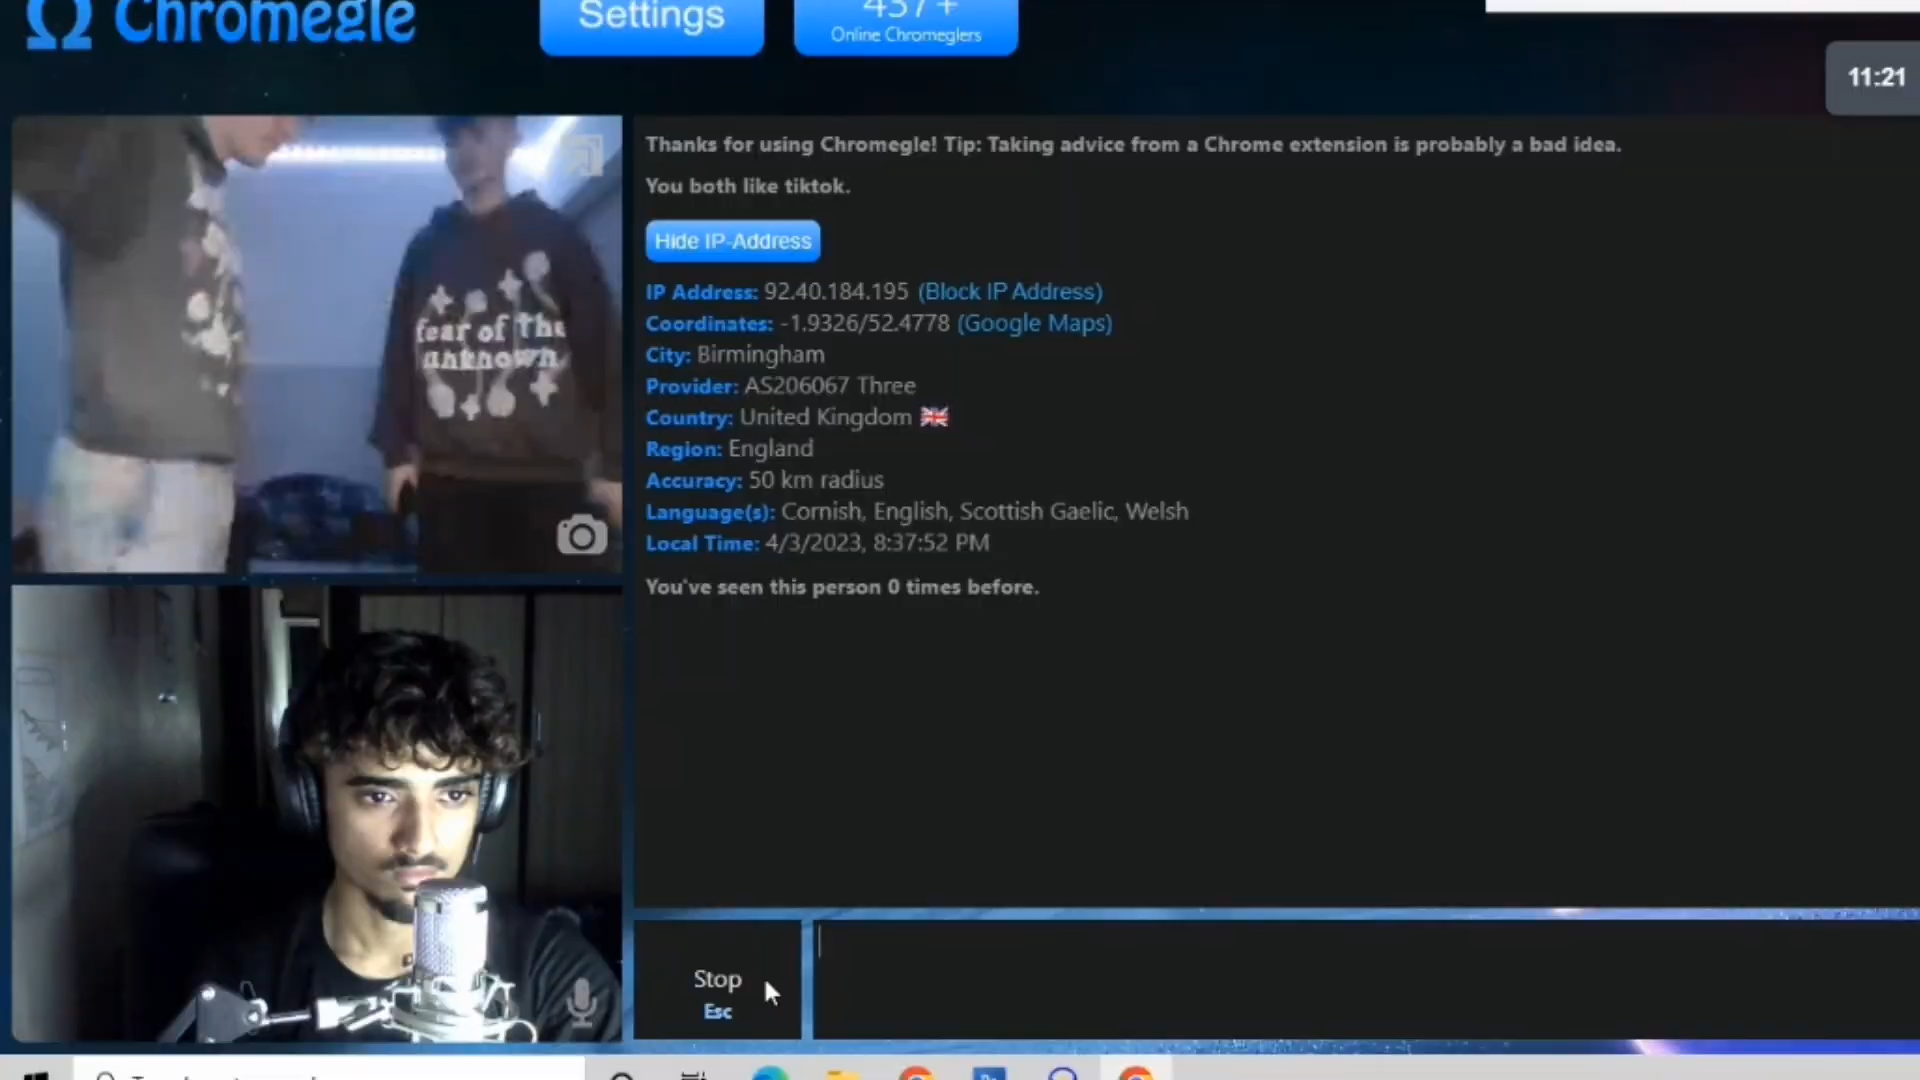 Chromegle
Settings
437+
Online Chromeglers
11:21
Thanks for using Chromegle! Tip: Taking advice from a Chrome extension is probably a bad idea.
You both like tiktok.
Hide IP-Address
IP Address: 92.40.184.195 (Block IP Address)
Coordinates: -1.9326/52.4778 (Google Maps)
City: Birmingham
Provider: AS206067 Three
Country: United Kingdom
Region: England
Accuracy: 50 km radius
Language(s): Cornish, English, Scottish Gaelic, Welsh
Local Time: 4/3/2023, 8:37:52 PM
You've seen this person 0 times before.
fear of the
unknown
Stop
Esc